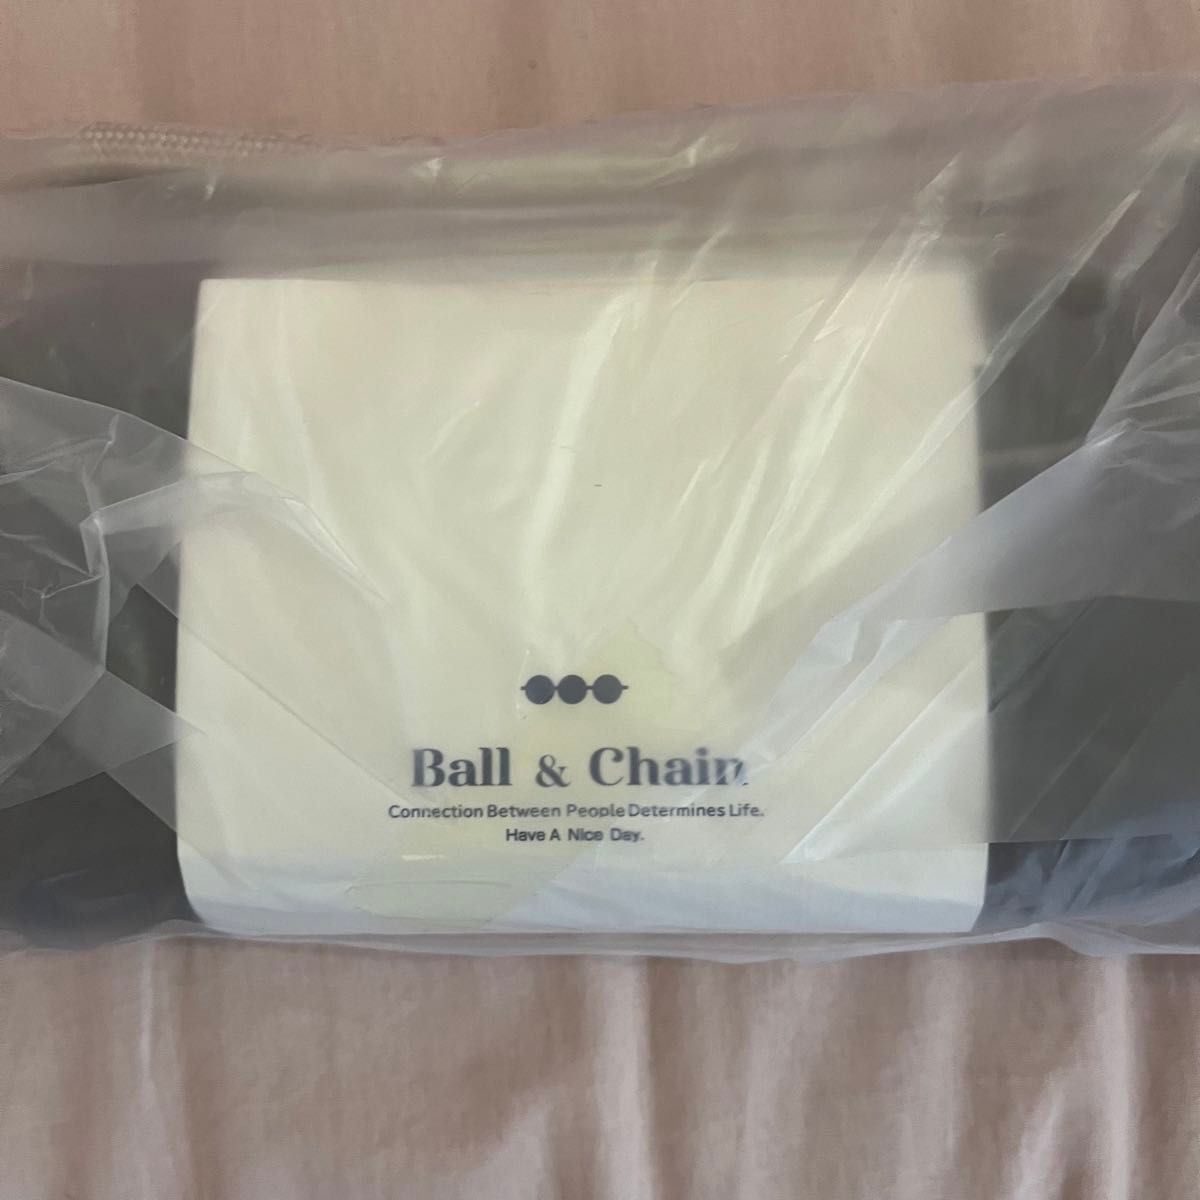 Ball & Chain
Connection Between People Determines Life.
Have A Nice Day.